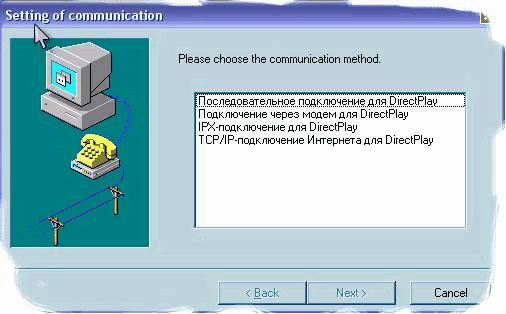 Setting of communication
Please choose the communication method.
Последовательное подключение для DirectPlay
Подключение через модем для DirectPlay
IPX-подключение для DirectPlay
TCP/IP-подключение Интернета для DirectPlay
< Back Next > Cancel